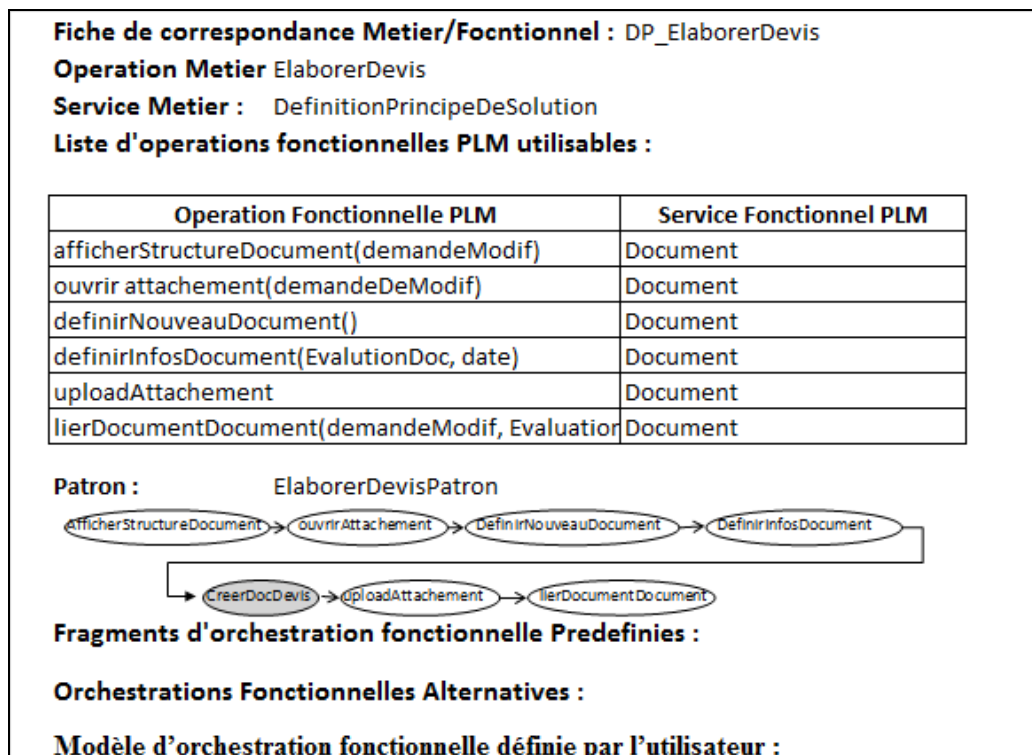 Fiche de correspondance Metier/Focntionnel : DP_ElaborerDevis
Operation Metier ElaborerDevis
Service Metier : DefinitionPrincipeDeSolution
Liste d'operations fonctionnelles PLM utilisables :
Operation Fonctionnelle PLM Service Fonctionnel PLM
afficherStructureDocument(demandeModif) Document
ouvrir attachement(demandeDeModif) Document
definirNouveauDocument() Document
definirInfosDocument(EvalutionDoc, date) Document
uploadAttachement Document
lierDocumentDocument(demandeModif, Evaluation Document
Patron : ElaborerDevisPatron
AfficherStructureDocument ouvrirAttachement DefinirNouveauDocument DefinirInfosDocument
CreerDocDevis uploadAttachement lierDocumentDocument
Fragments d'orchestration fonctionnelle Predefinies :
Orchestrations Fonctionnelles Alternatives :
Modèle d'orchestration fonctionnelle définie par l'utilisateur :